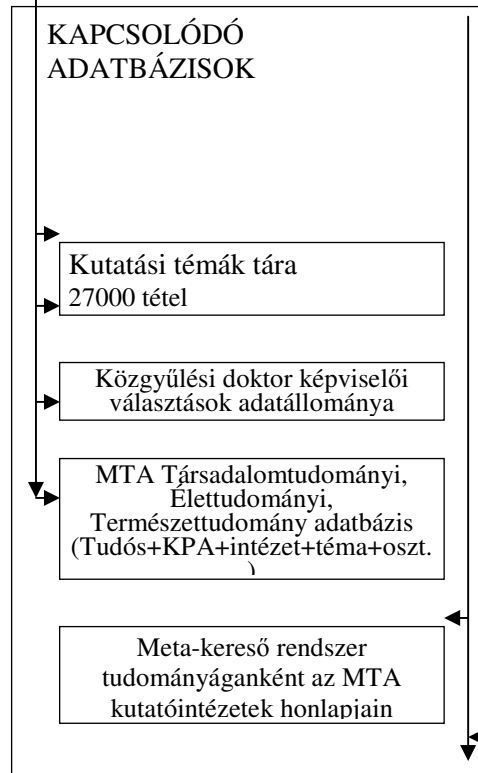 KAPCSOLÓDÓ
ADATBÁZISOK
Kutatási témák tára
27000 tétel
Közgyűlési doktor képviselői
választások adatállománya
MTA Társadalomtudományi,
Élettudományi,
Természettudomány adatbázis
(Tudós+KPA+intézet+téma+oszt.
)
Meta-kereső rendszer
tudományáganként az MTA
kutatóintézetek honlapjain